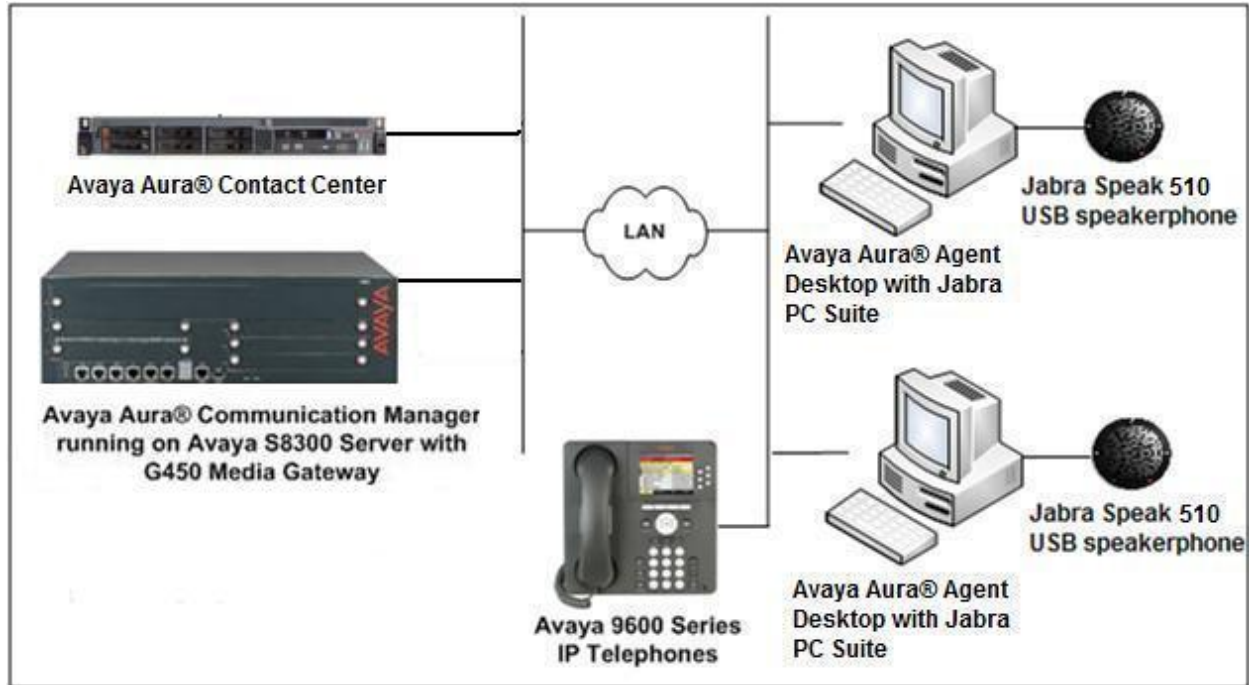 Avaya Aura® Contact Center
AVAYA
Avaya Aura® Communication Manager
running on Avaya S8300 Server with
G450 Media Gateway
LAN
Avaya 9600 Series
IP Telephones
Avaya Aura® Agent
Desktop with Jabra
PC Suite
Jabra Speak 510
USB speakerphone
Avaya Aura® Agent
Desktop with Jabra
PC Suite
Jabra Speak 510
USB speakerphone